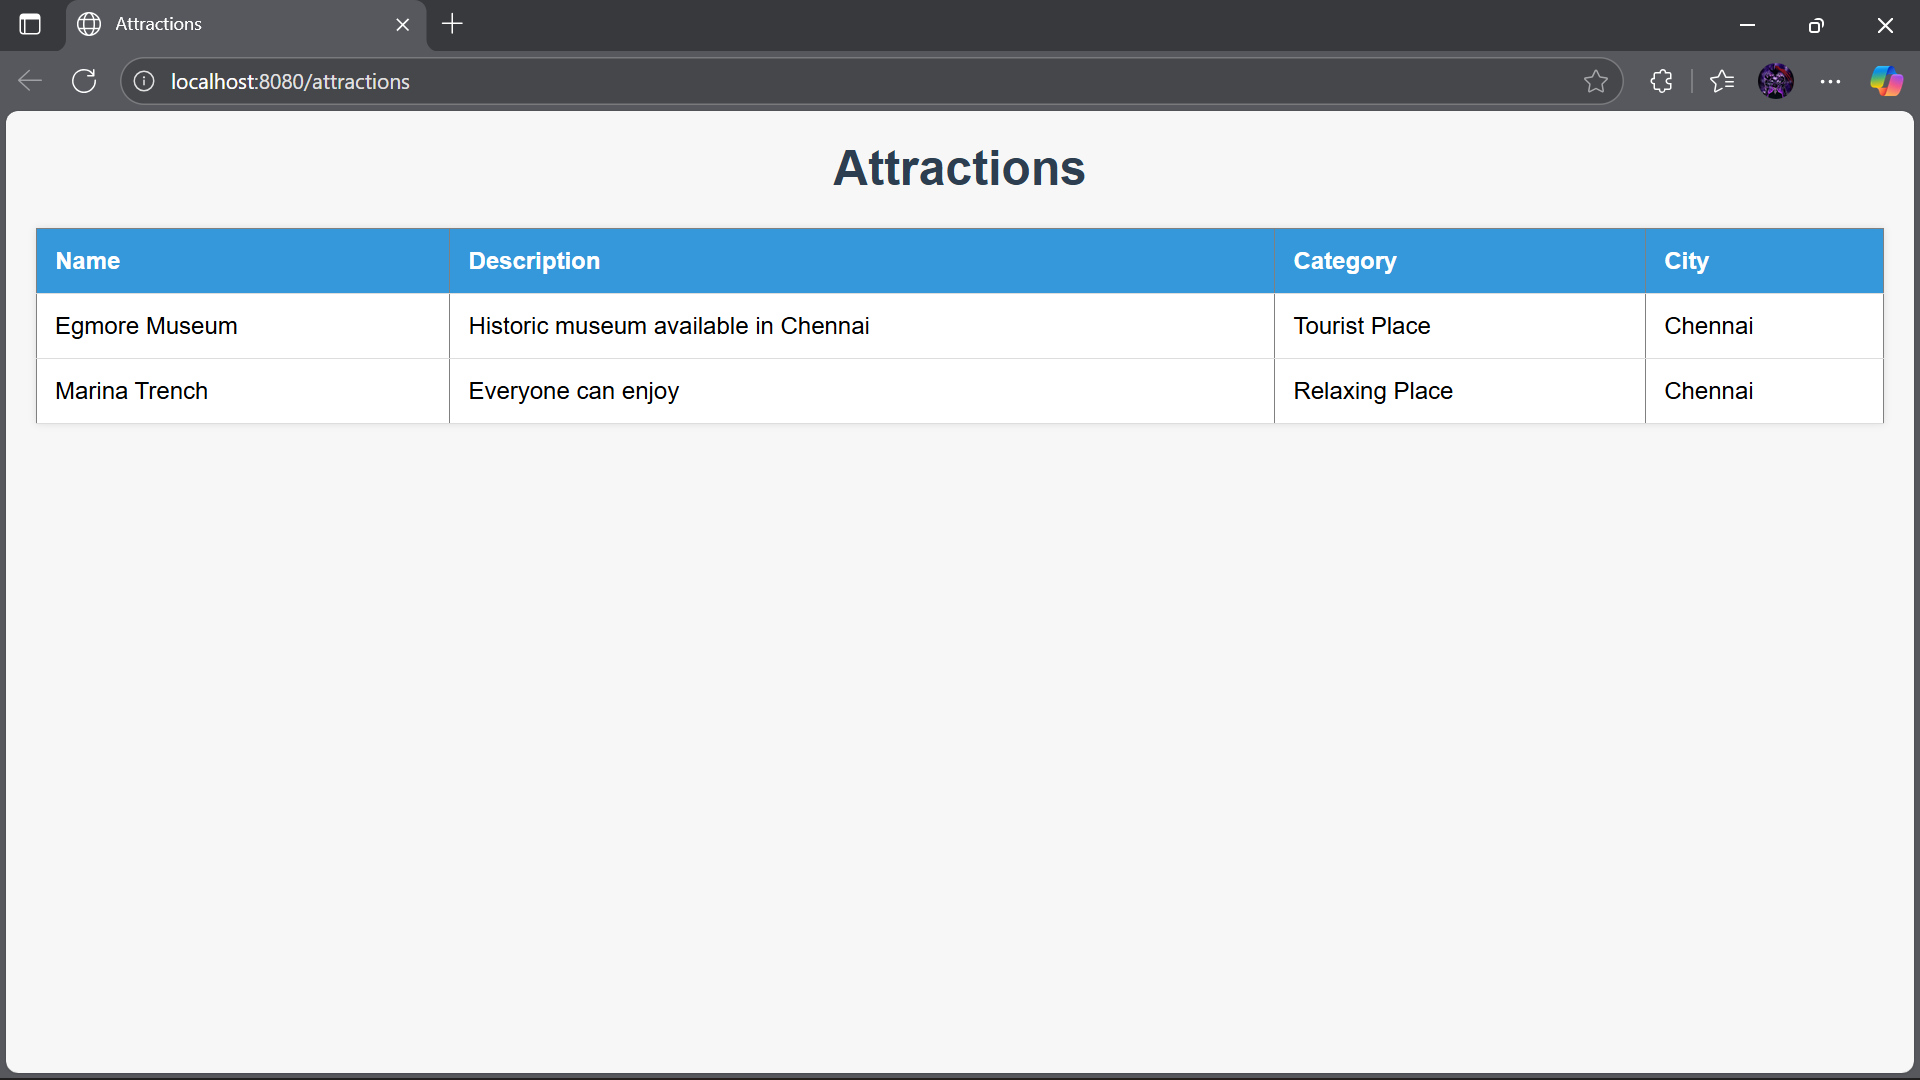 Attractions
localhost:8080/attractions
Attractions
Name Description Category City
Egmore Museum Historic museum available in Chennai Tourist Place Chennai
Marina Trench Everyone can enjoy Relaxing Place Chennai